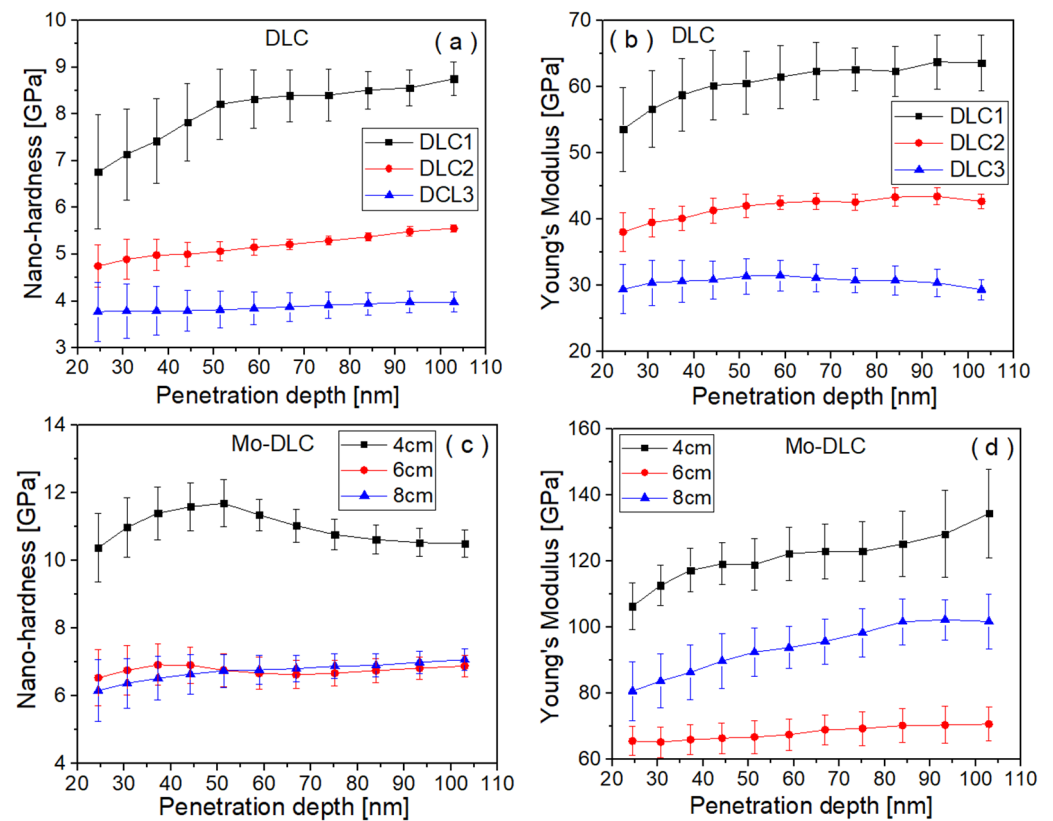 DLC
( a )
DLC1
DLC2
DCL3
Nano-hardness [GPa]
10
9
8
7
6
5
4
3
20 30 40 50 60 70 80 90 100 110
Penetration depth [nm]
( b )
DLC
DLC1
DLC2
DLC3
Young's Modulus [GPa]
70
60
50
40
30
20
20 30 40 50 60 70 80 90 100 110
Penetration depth [nm]
Mo-DLC
4cm
6cm
8cm
( c )
Nano-hardness [GPa]
14
12
10
8
6
4
20 30 40 50 60 70 80 90 100 110
Penetration depth [nm]
4cm
6cm
8cm
Mo-DLC
( d )
Young's Modulus [GPa]
160
140
120
100
80
60
20 30 40 50 60 70 80 90 100 110
Penetration depth [nm]